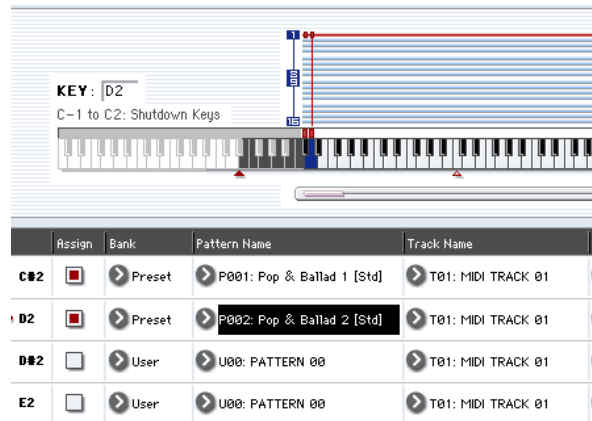 1
8
9
16
KEY: D2
C-1 to C2: Shutdown Keys
Assign Bank Pattern Name Track Name
C#2 Preset P001: Pop & Ballad 1 [Std] T01: MIDI TRACK 01
D2 Preset P002: Pop & Ballad 2 [Std] T01: MIDI TRACK 01
D#2 User U00: PATTERN 00 T01: MIDI TRACK 01
E2 User U00: PATTERN 00 T01: MIDI TRACK 01